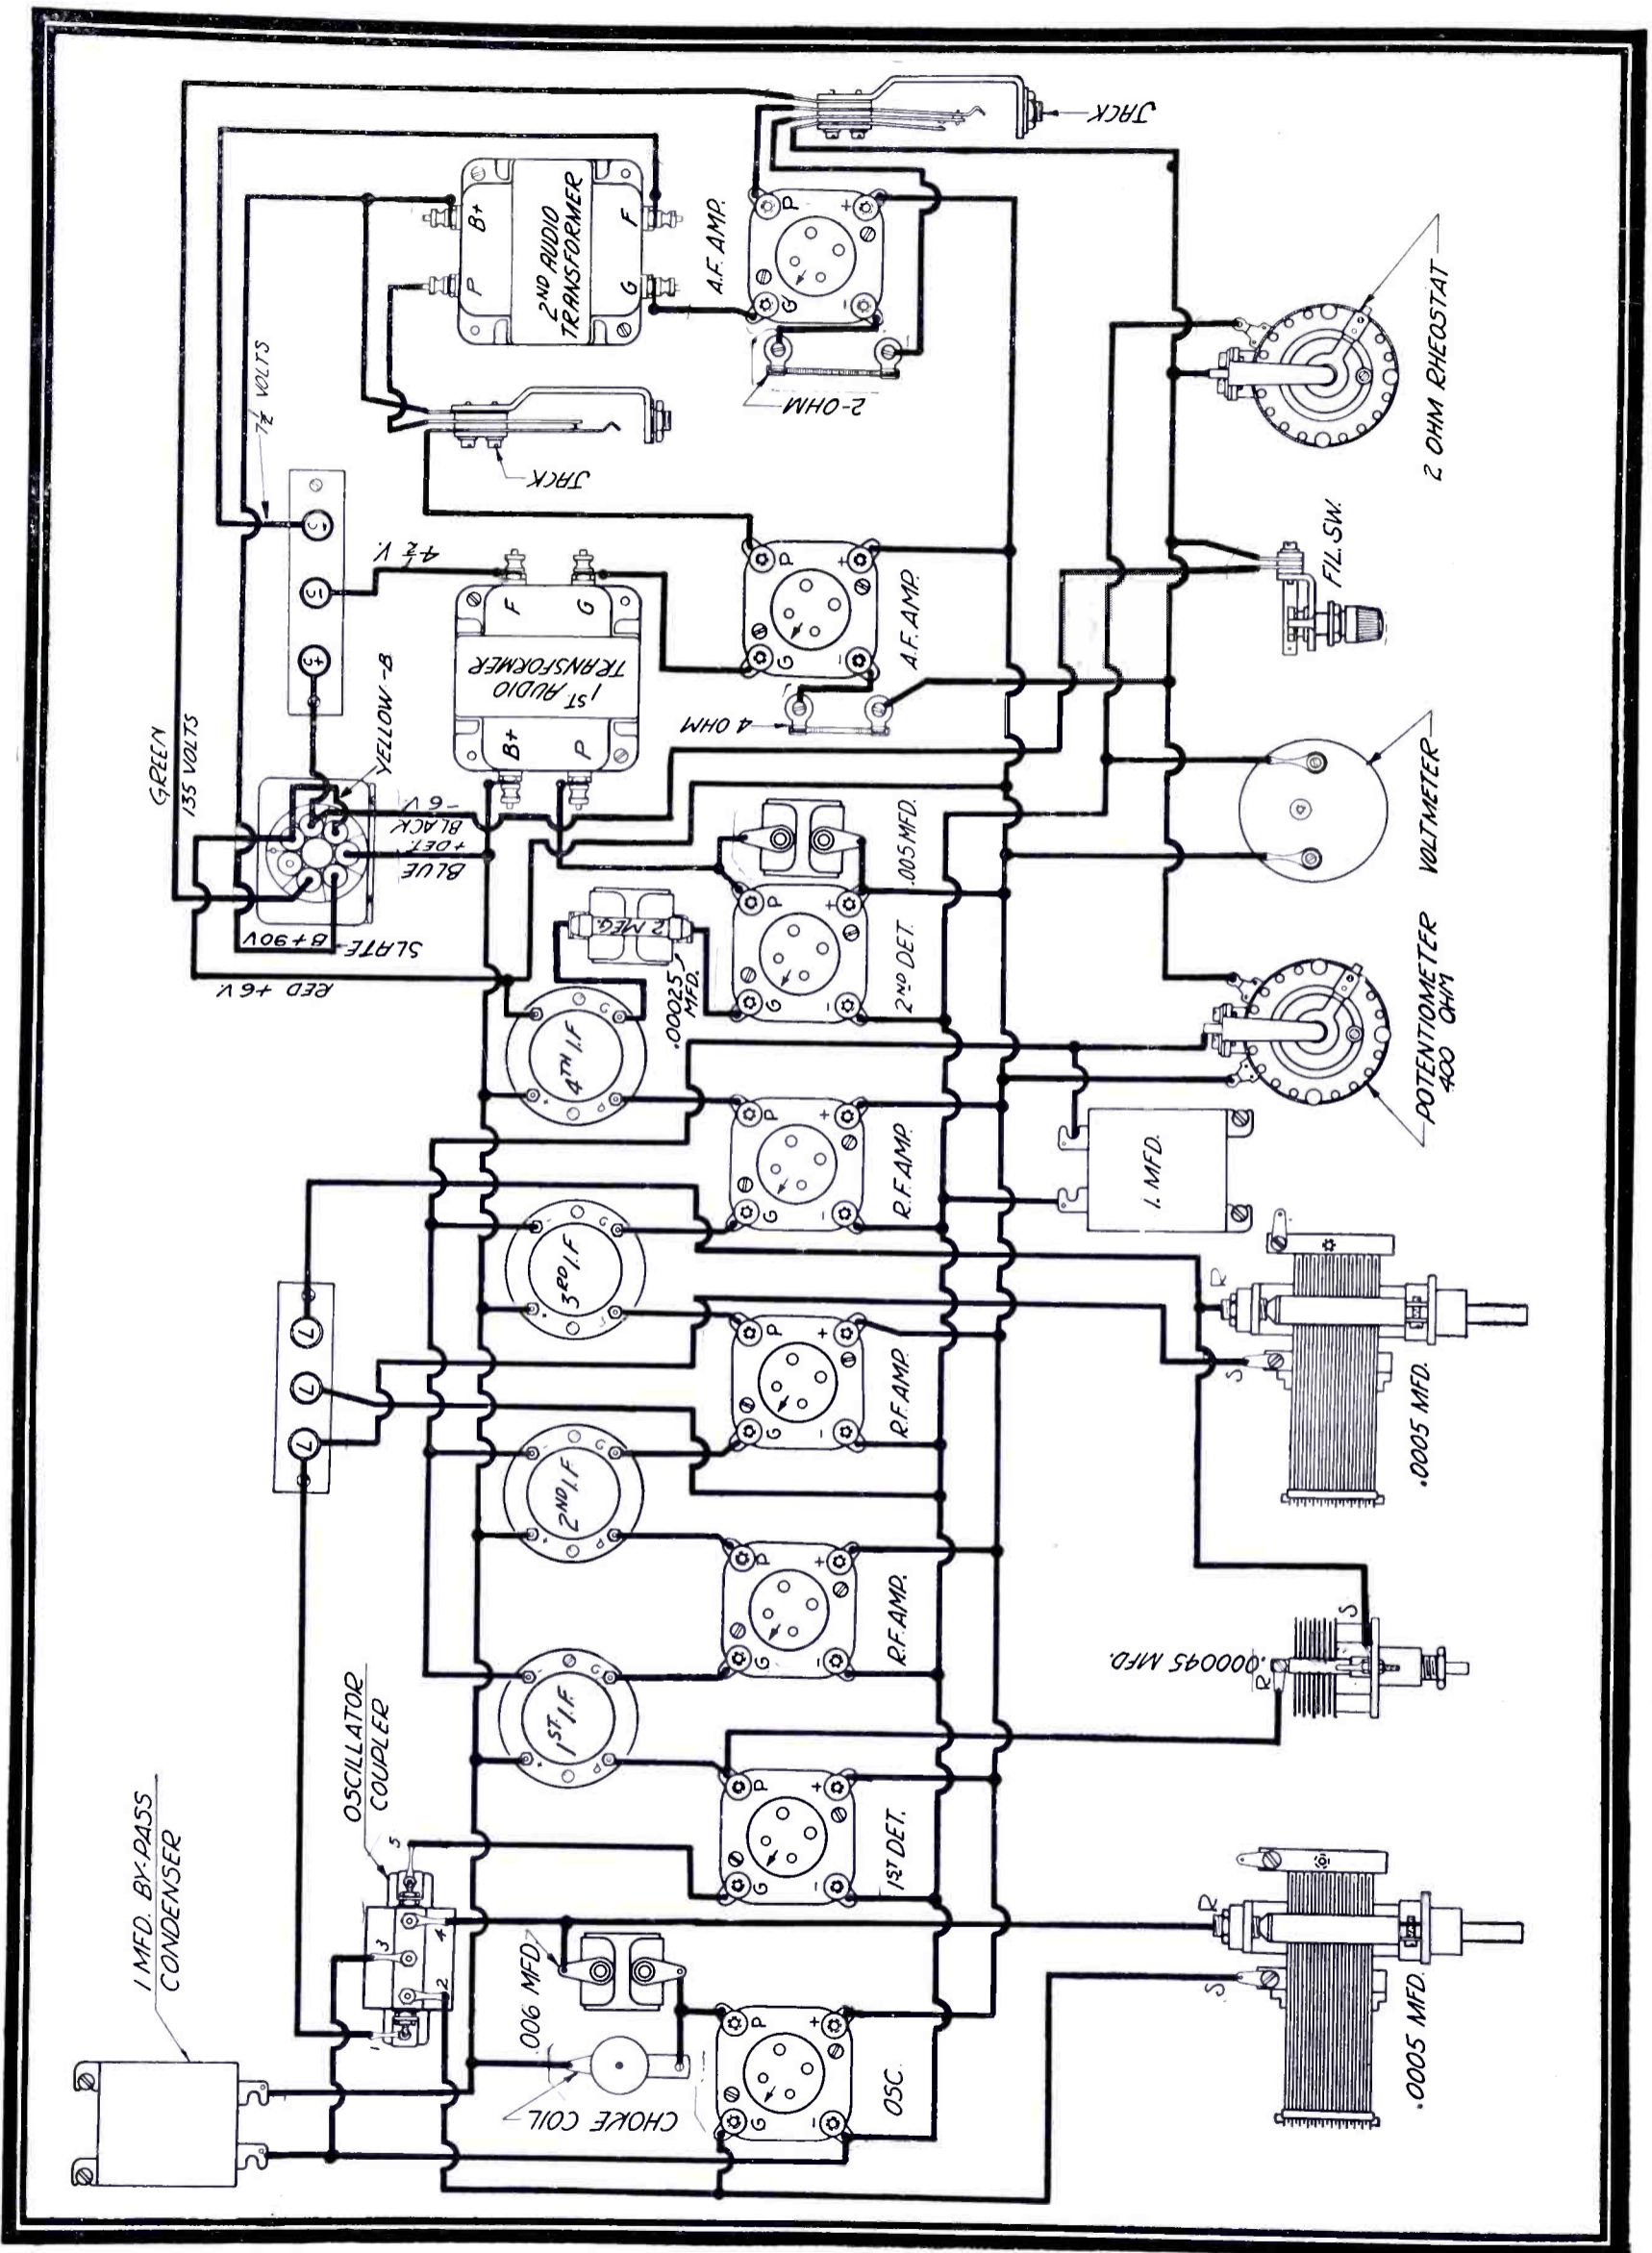 1 MFD. BY-PASS
CONDENSER
OSCILLATOR
COUPLER
1
2
3
4
5
.006 MFD.
CHOKE COIL
P
G
+
-
OSC.
P
G
+
-
1ST DET.
1ST.
I.F.
+
-
P
G
P
G
+
-
R.F. AMP.
2ND
I.F
+
-
P
G
P
G
+
-
R.F. AMP.
3RD
I.F
+
-
G
P
G
+
-
R.F. AMP.
4TH
I.F
+
P
G
L
L
L
2 MEG.
.00025
MFD.
P
G
+
-
2ND DET.
.005 MFD.
GREEN
135 VOLTS
YELLOW -B
-6V
BLACK
+ DET.
BLUE
SLATE B+90V
RED +6V.
C+
C-
C-
4½ V.
7½ VOLTS
1ST. AUDIO
TRANSFORMER
B+
P
F
G
4 OHM
P
G
+
-
A.F. AMP.
JACK
2ND AUDIO
TRANSFORMER
P
B+
G
F
2-OHM
P
G
+
-
A.F. AMP.
JACK
.0005 MFD.
S
R
.000045 MFD.
R
S
.0005 MFD.
S
R
1. MFD.
POTENTIOMETER
400 OHM
VOLTMETER
FIL. SW.
2 OHM RHEOSTAT